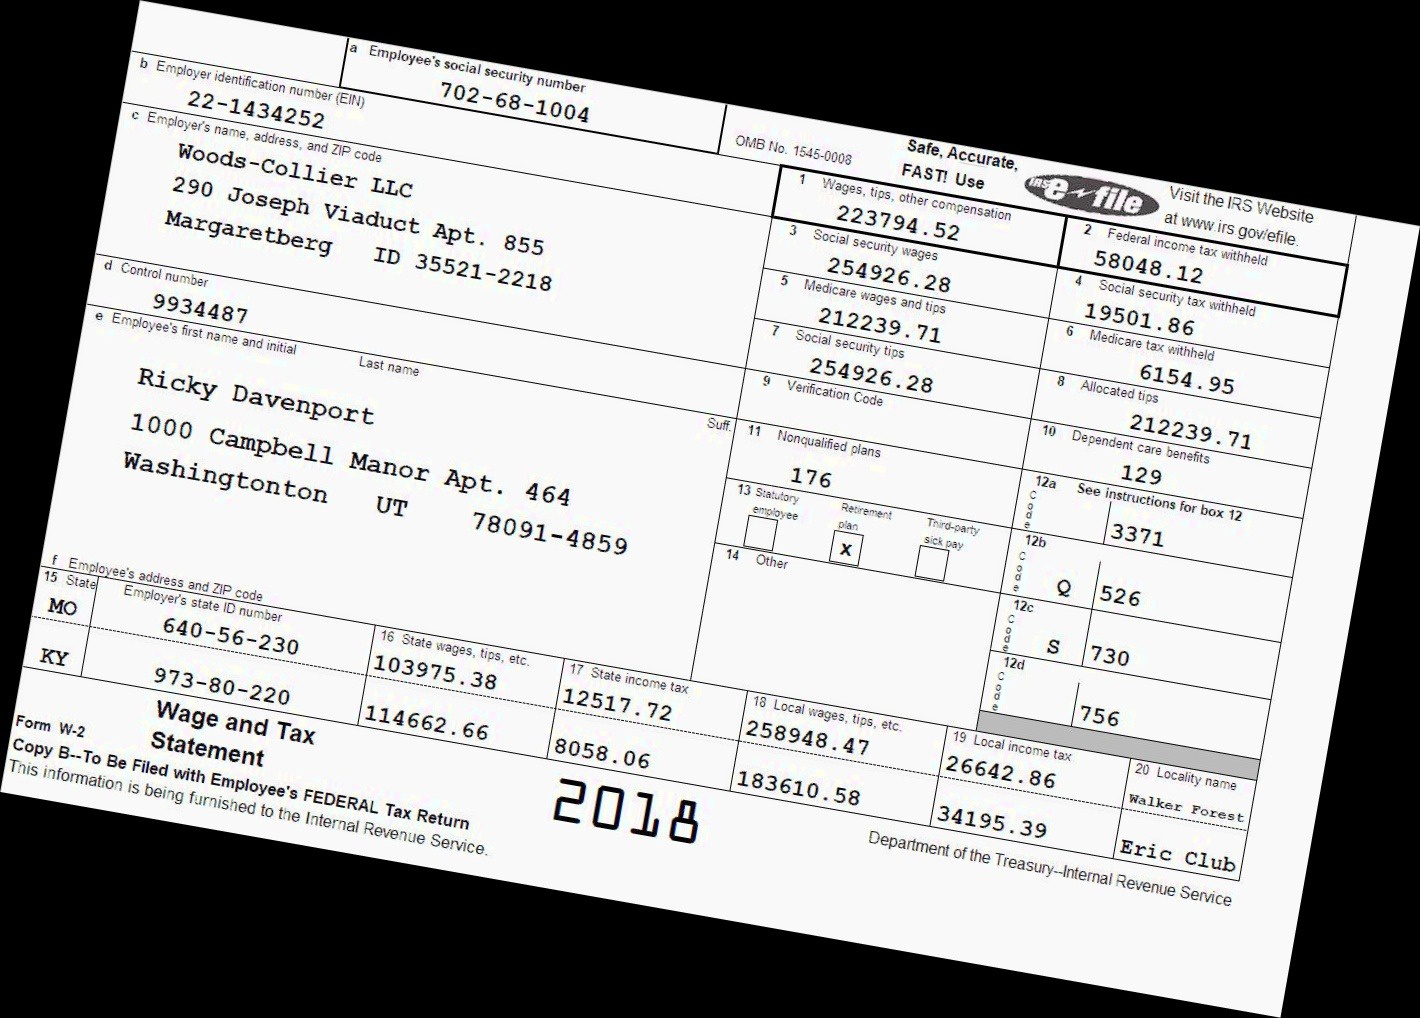 a Employee's social security number
702-68-1004
OMB No. 1545-0008
Safe, Accurate,
FAST! Use
IRS e-file
Visit the IRS Website
at www.irs.gov/efile.
b Employer identification number (EIN)
22-1434252
c Employer's name, address, and ZIP code
Woods-Collier LLC
290 Joseph Viaduct Apt. 855
Margaretberg ID 35521-2218
1 Wages, tips, other compensation
223794.52
2 Federal income tax withheld
58048.12
3 Social security wages
254926.28
4 Social security tax withheld
19501.86
5 Medicare wages and tips
212239.71
6 Medicare tax withheld
6154.95
d Control number
9934487
7 Social security tips
254926.28
8 Allocated tips
212239.71
e Employee's first name and initial Last name Suff.
Ricky Davenport
1000 Campbell Manor Apt. 464
Washingtonton UT 78091-4859
9 Verification Code
10 Dependent care benefits
129
11 Nonqualified plans
176
12a See instructions for box 12
Code 3371
13 Statutory employee
Retirement plan
x
Third-party sick pay
12b
Code Q 526
14 Other
12c
Code S 730
12d
Code 756
f Employee's address and ZIP code
15 State Employer's state ID number
MO 640-56-230
KY 973-80-220
16 State wages, tips, etc.
103975.38
114662.66
17 State income tax
12517.72
8058.06
18 Local wages, tips, etc.
258948.47
183610.58
19 Local income tax
26642.86
34195.39
20 Locality name
Walker Forest
Eric Club
Form W-2
Wage and Tax
Statement
2018
Copy B--To Be Filed with Employee's FEDERAL Tax Return
This information is being furnished to the Internal Revenue Service.
Department of the Treasury--Internal Revenue Service